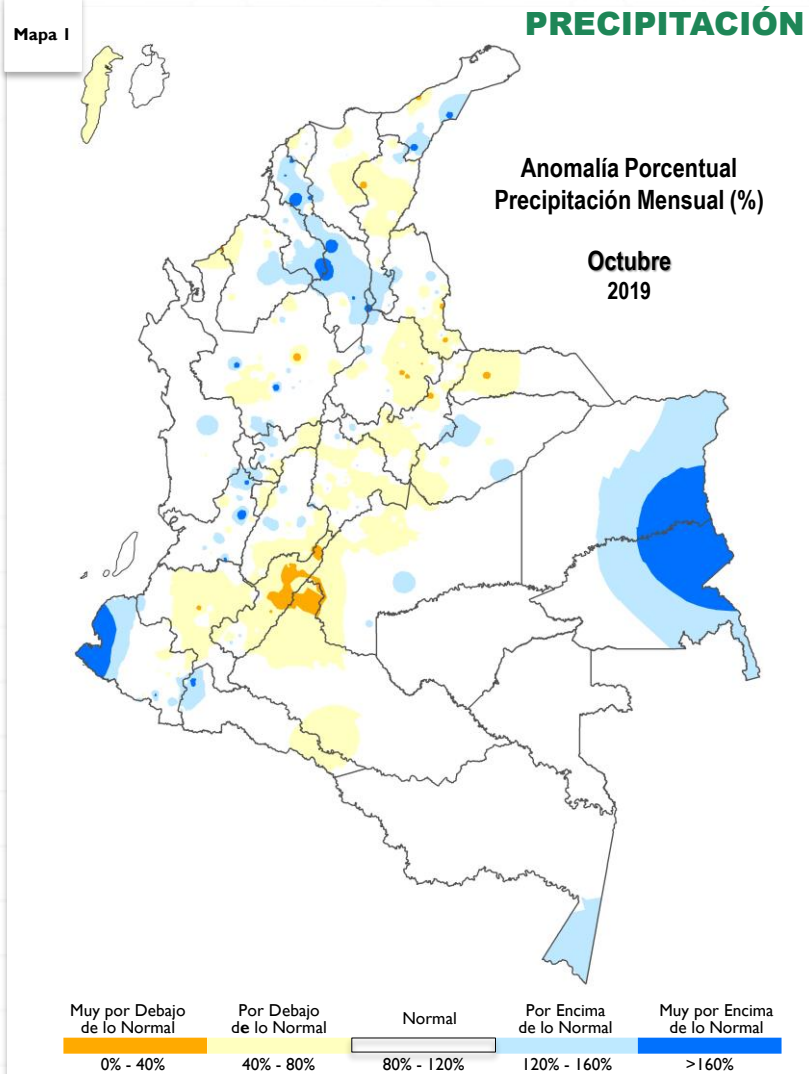 Mapa 1
PRECIPITACIÓN
Anomalía Porcentual
Precipitación Mensual (%)
Octubre
2019
Muy por Debajo
de lo Normal
Por Debajo
de lo Normal
Normal
Por Encima
de lo Normal
Muy por Encima
de lo Normal
0% - 40%
40% - 80%
80% - 120%
120% - 160%
>160%